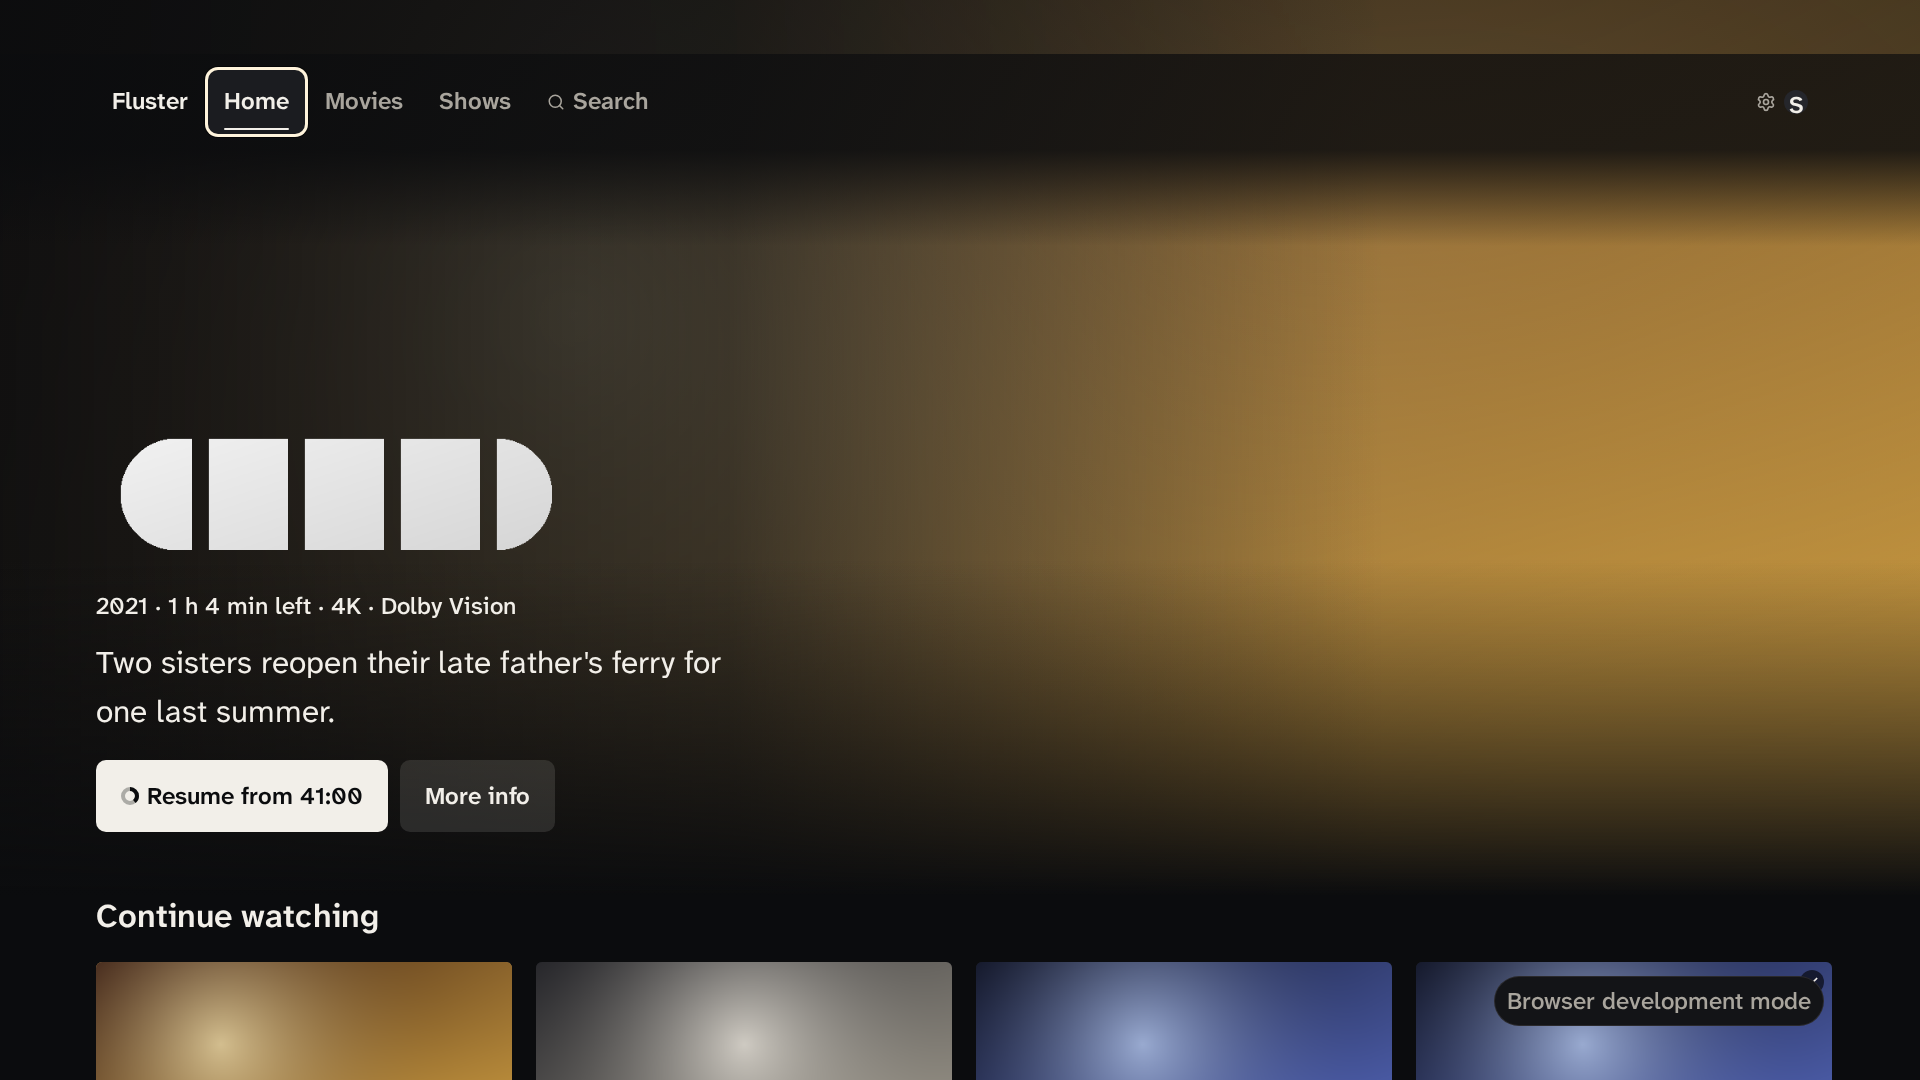 Fluster
Home
Movies
Shows
Search
S
2021 · 1 h 4 min left · 4K · Dolby Vision
Two sisters reopen their late father's ferry for
one last summer.
Resume from 41:00
More info
Continue watching
Browser development mode